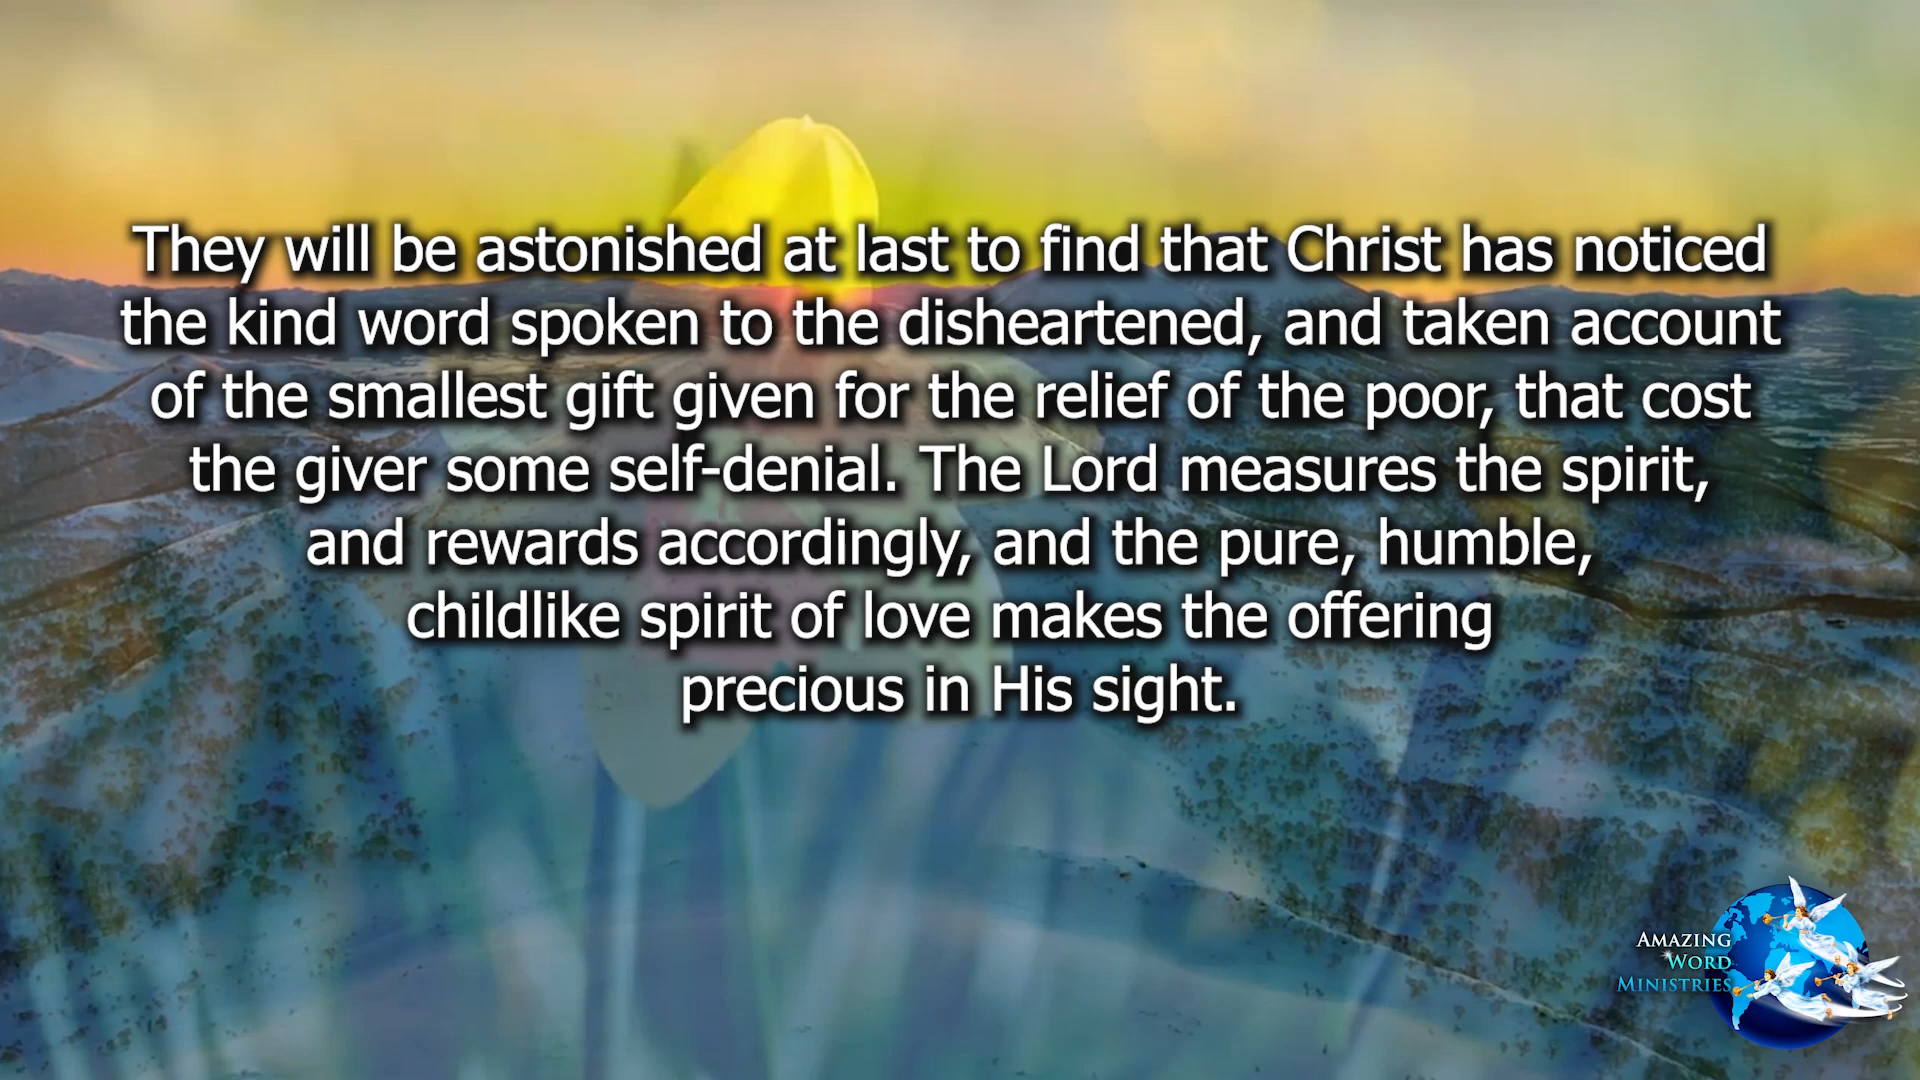 They will be astonished at last to find that Christ has noticed
the kind word spoken to the disheartened, and taken account
of the smallest gift given for the relief of the poor, that cost
the giver some self-denial. The Lord measures the spirit,
and rewards accordingly, and the pure, humble,
childlike spirit of love makes the offering
precious in His sight.
AMAZING
WORD
MINISTRIES